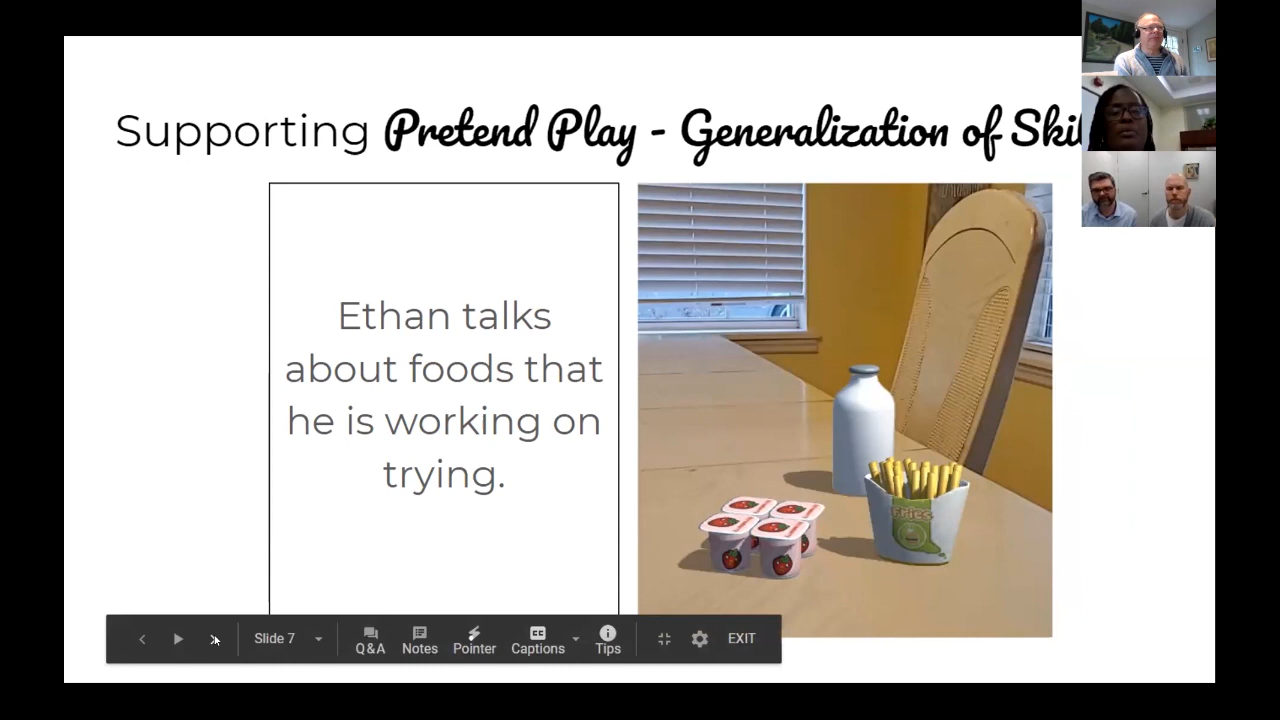 Supporting Pretend Play - Generalization of Ski
Ethan talks
about foods that
he is working on
trying.
Fries
Slide 7
Q&A
Notes
Pointer
CC
Captions
Tips
EXIT